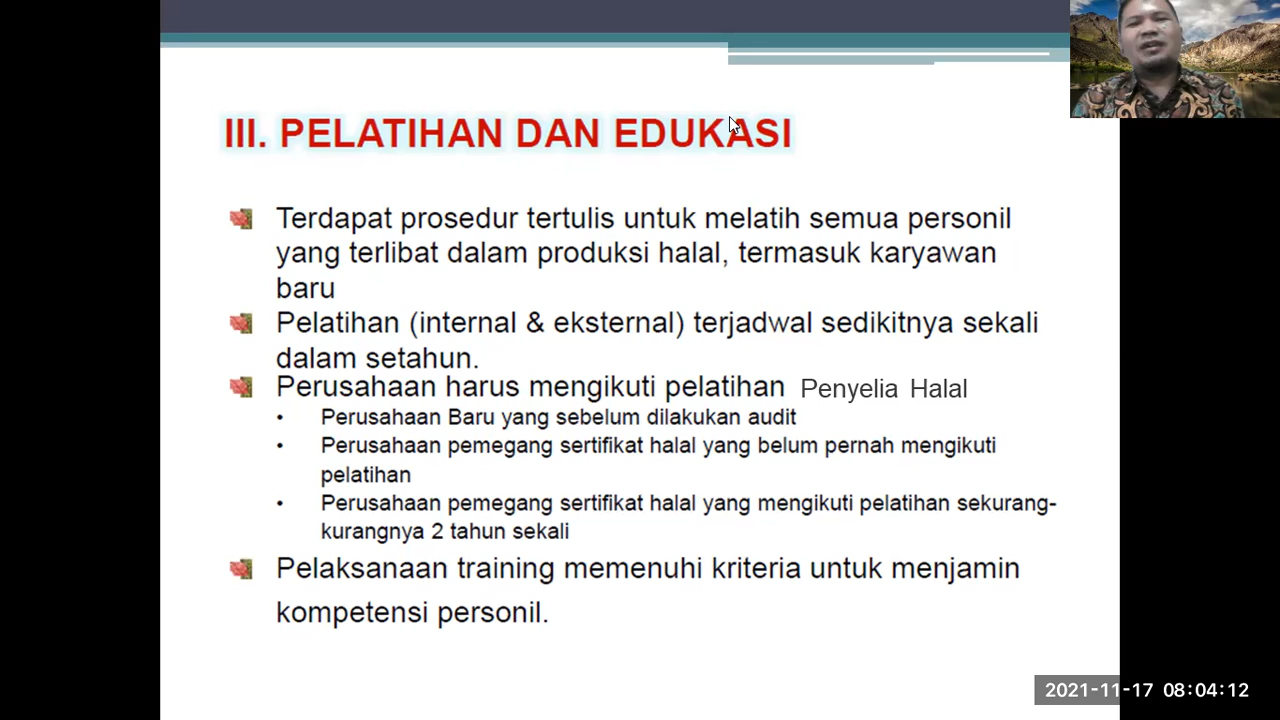 III. PELATIHAN DAN EDUKASI
Terdapat prosedur tertulis untuk melatih semua personil
yang terlibat dalam produksi halal, termasuk karyawan
baru
Pelatihan (internal & eksternal) terjadwal sedikitnya sekali
dalam setahun.
Perusahaan harus mengikuti pelatihan Penyelia Halal
• Perusahaan Baru yang sebelum dilakukan audit
• Perusahaan pemegang sertifikat halal yang belum pernah mengikuti
pelatihan
• Perusahaan pemegang sertifikat halal yang mengikuti pelatihan sekurang-
kurangnya 2 tahun sekali
Pelaksanaan training memenuhi kriteria untuk menjamin
kompetensi personil.
2021-11-17 08:04:12